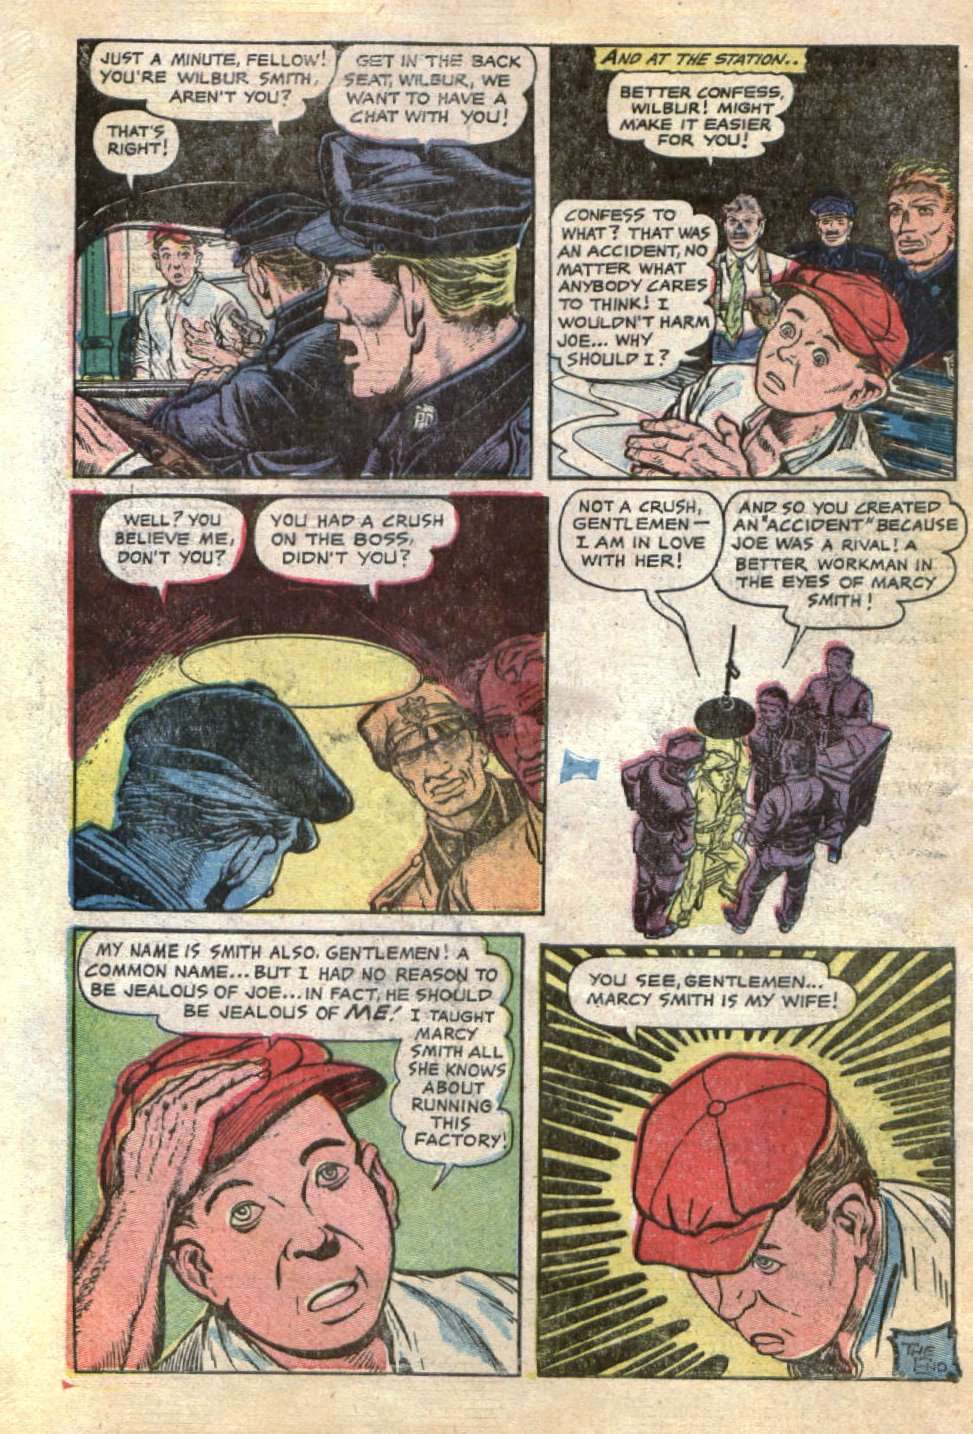 JUST A MINUTE, FELLOW!
YOU'RE WILBUR SMITH,
AREN'T YOU?
THAT'S
RIGHT!
GET IN THE BACK
SEAT, WILBUR, WE
WANT TO HAVE A
CHAT WITH YOU!
AND AT THE STATION..
BETTER CONFESS,
WILBUR! MIGHT
MAKE IT EASIER
FOR YOU!
CONFESS TO
WHAT? THAT WAS
AN ACCIDENT, NO
MATTER WHAT
ANYBODY CARES
TO THINK! I
WOULDN'T HARM
JOE... WHY
SHOULD I?
WELL? YOU
BELIEVE ME,
DON'T YOU?
YOU HAD A CRUSH
ON THE BOSS,
DIDN'T YOU?
NOT A CRUSH,
GENTLEMEN—
I AM IN LOVE
WITH HER!
AND SO YOU CREATED
AN "ACCIDENT" BECAUSE
JOE WAS A RIVAL! A
BETTER WORKMAN IN
THE EYES OF MARCY
SMITH!
MY NAME IS SMITH ALSO, GENTLEMEN! A
COMMON NAME... BUT I HAD NO REASON TO
BE JEALOUS OF JOE... IN FACT, HE SHOULD
BE JEALOUS OF ME! I TAUGHT
MARCY
SMITH ALL
SHE KNOWS
ABOUT
RUNNING
THIS
FACTORY!
YOU SEE, GENTLEMEN...
MARCY SMITH IS MY WIFE!
THE
END